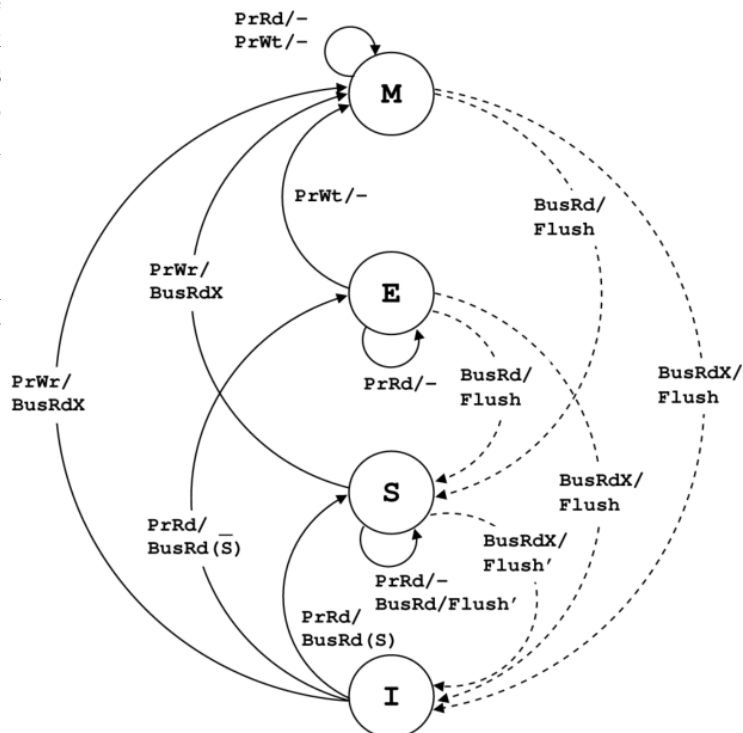 PrRd/–
PrWt/–
M
PrWt/–
BusRd/
Flush
PrWr/
BusRdX
E
PrRd/–
BusRd/
Flush
BusRdX/
Flush
PrWr/
BusRdX
S
BusRdX/
Flush
PrRd/
BusRd(S̅)
BusRdX/
Flush′
PrRd/–
BusRd/Flush′
PrRd/
BusRd(S)
I